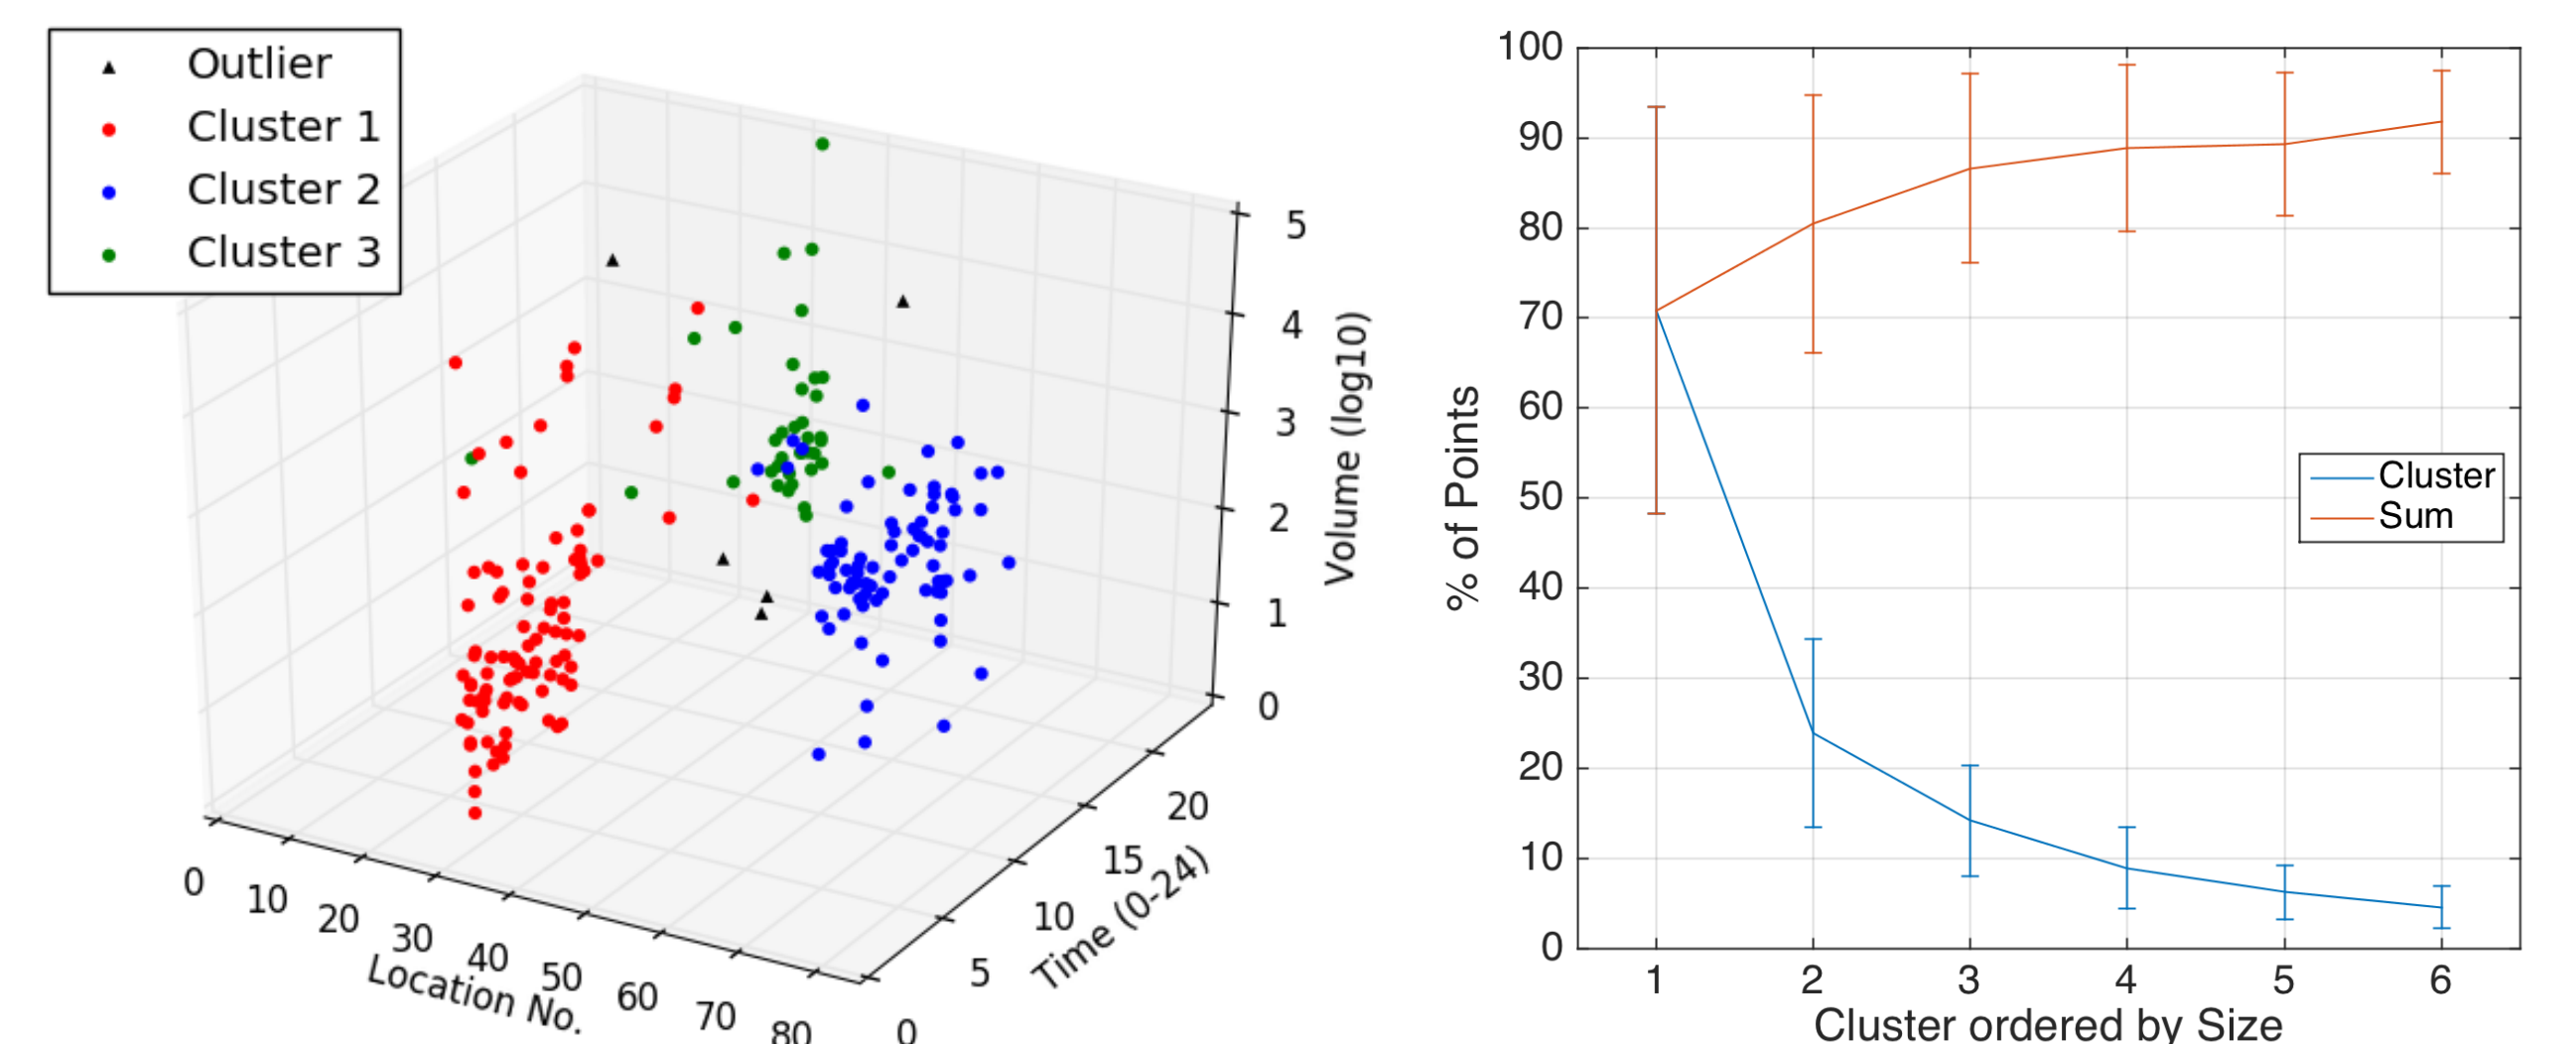 Outlier
Cluster 1
Cluster 2
Cluster 3
5
4
3
2
1
0
Volume (log10)
0
10
20
30
40
50
60
70
80
Location No.
0
5
10
15
20
Time (0-24)
100
90
80
70
60
50
40
30
20
10
0
% of Points
Cluster
Sum
1 2 3 4 5 6
Cluster ordered by Size